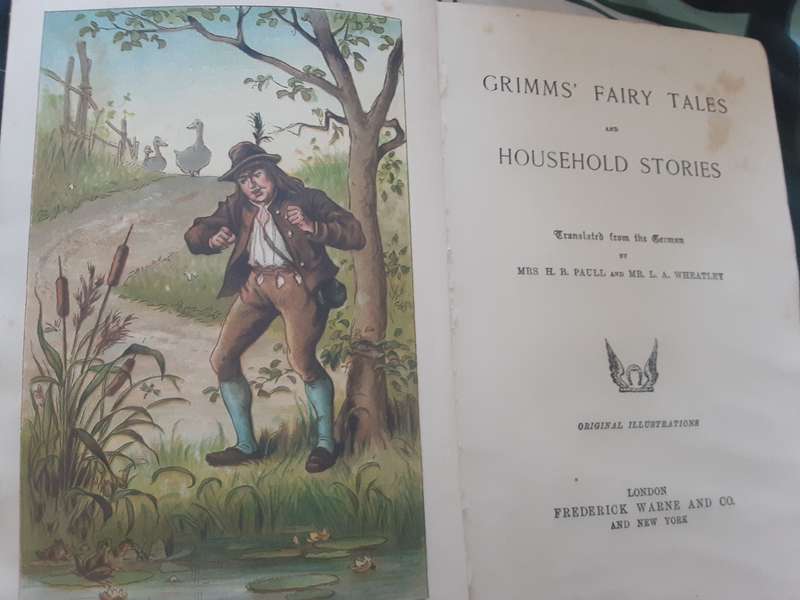 GRIMMS' FAIRY TALES
AND
HOUSEHOLD STORIES
Translated from the German
BY
MRS H. B. PAULL AND MR. L. A. WHEATLEY
ORIGINAL ILLUSTRATIONS
LONDON
FREDERICK WARNE AND CO.
AND NEW YORK